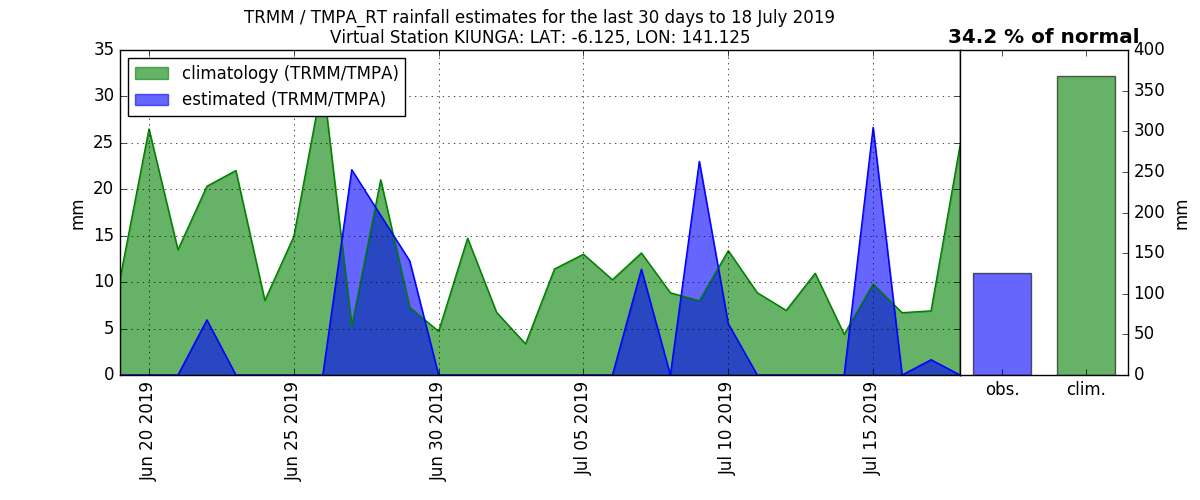 TRMM / TMPA_RT rainfall estimates for the last 30 days to 18 July 2019
Virtual Station KIUNGA: LAT: -6.125, LON: 141.125
34.2 % of normal
climatology (TRMM/TMPA)
estimated (TRMM/TMPA)
35
30
25
20
15
10
5
0
mm
Jun 20 2019
Jun 25 2019
Jun 30 2019
Jul 05 2019
Jul 10 2019
Jul 15 2019
obs.
clim.
400
350
300
250
200
150
100
50
0
mm